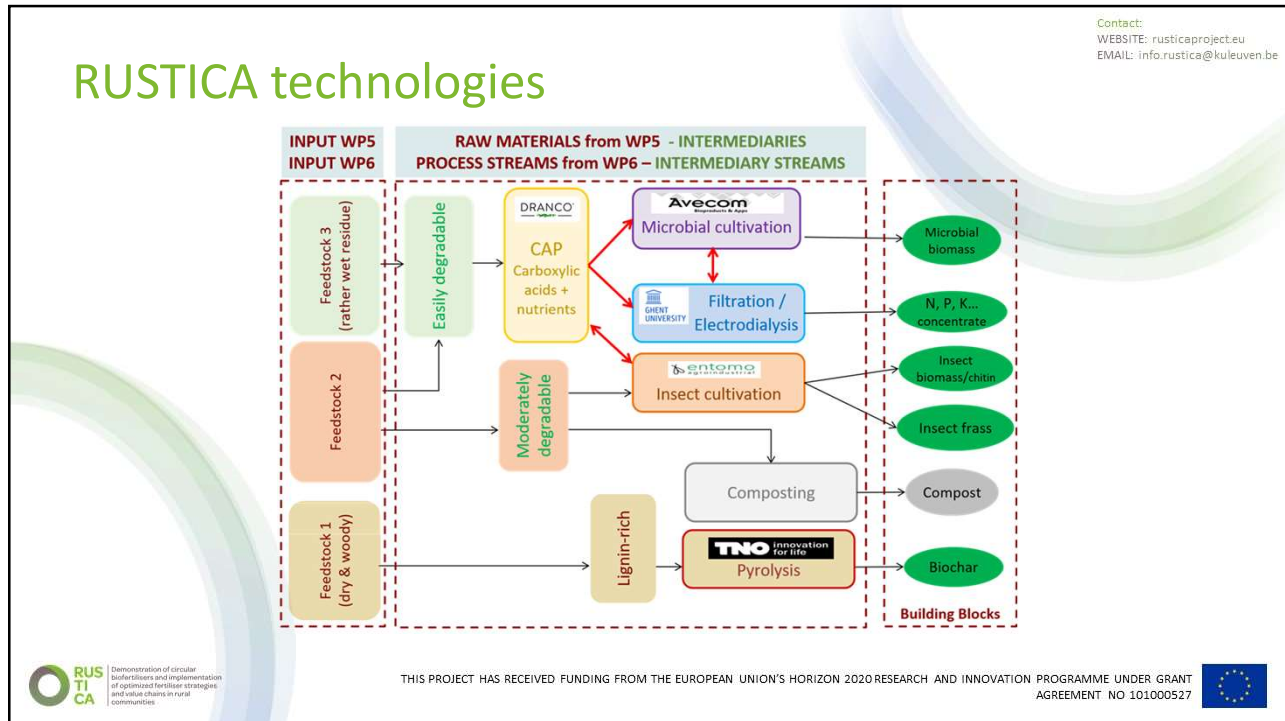 Contact:
WEBSITE: rusticaproject.eu
EMAIL: info.rustica@kuleuven.be
RUSTICA technologies
INPUT WP5
INPUT WP6
RAW MATERIALS from WP5 - INTERMEDIARIES
PROCESS STREAMS from WP6 – INTERMEDIARY STREAMS
Feedstock 3
(rather wet residue)
Easily degradable
DRANCO
CAP
Carboxylic
acids +
nutrients
Avecom
Bioproducts & Apps
Microbial cultivation
Microbial
biomass
GHENT
UNIVERSITY
Filtration /
Electrodialysis
N, P, K...
concentrate
Feedstock 2
Moderately
degradable
entomo
agroindustrial
Insect cultivation
Insect
biomass/chitin
Insect frass
Composting
Compost
Feedstock 1
(dry & woody)
Lignin-rich
TNO innovation
for life
Pyrolysis
Biochar
Building Blocks
RUS
TI
CA
Demonstration of circular
biofertilisers and implementation
of optimized fertiliser strategies
and value chains in rural
communities
THIS PROJECT HAS RECEIVED FUNDING FROM THE EUROPEAN UNION'S HORIZON 2020 RESEARCH AND INNOVATION PROGRAMME UNDER GRANT
AGREEMENT NO 101000527